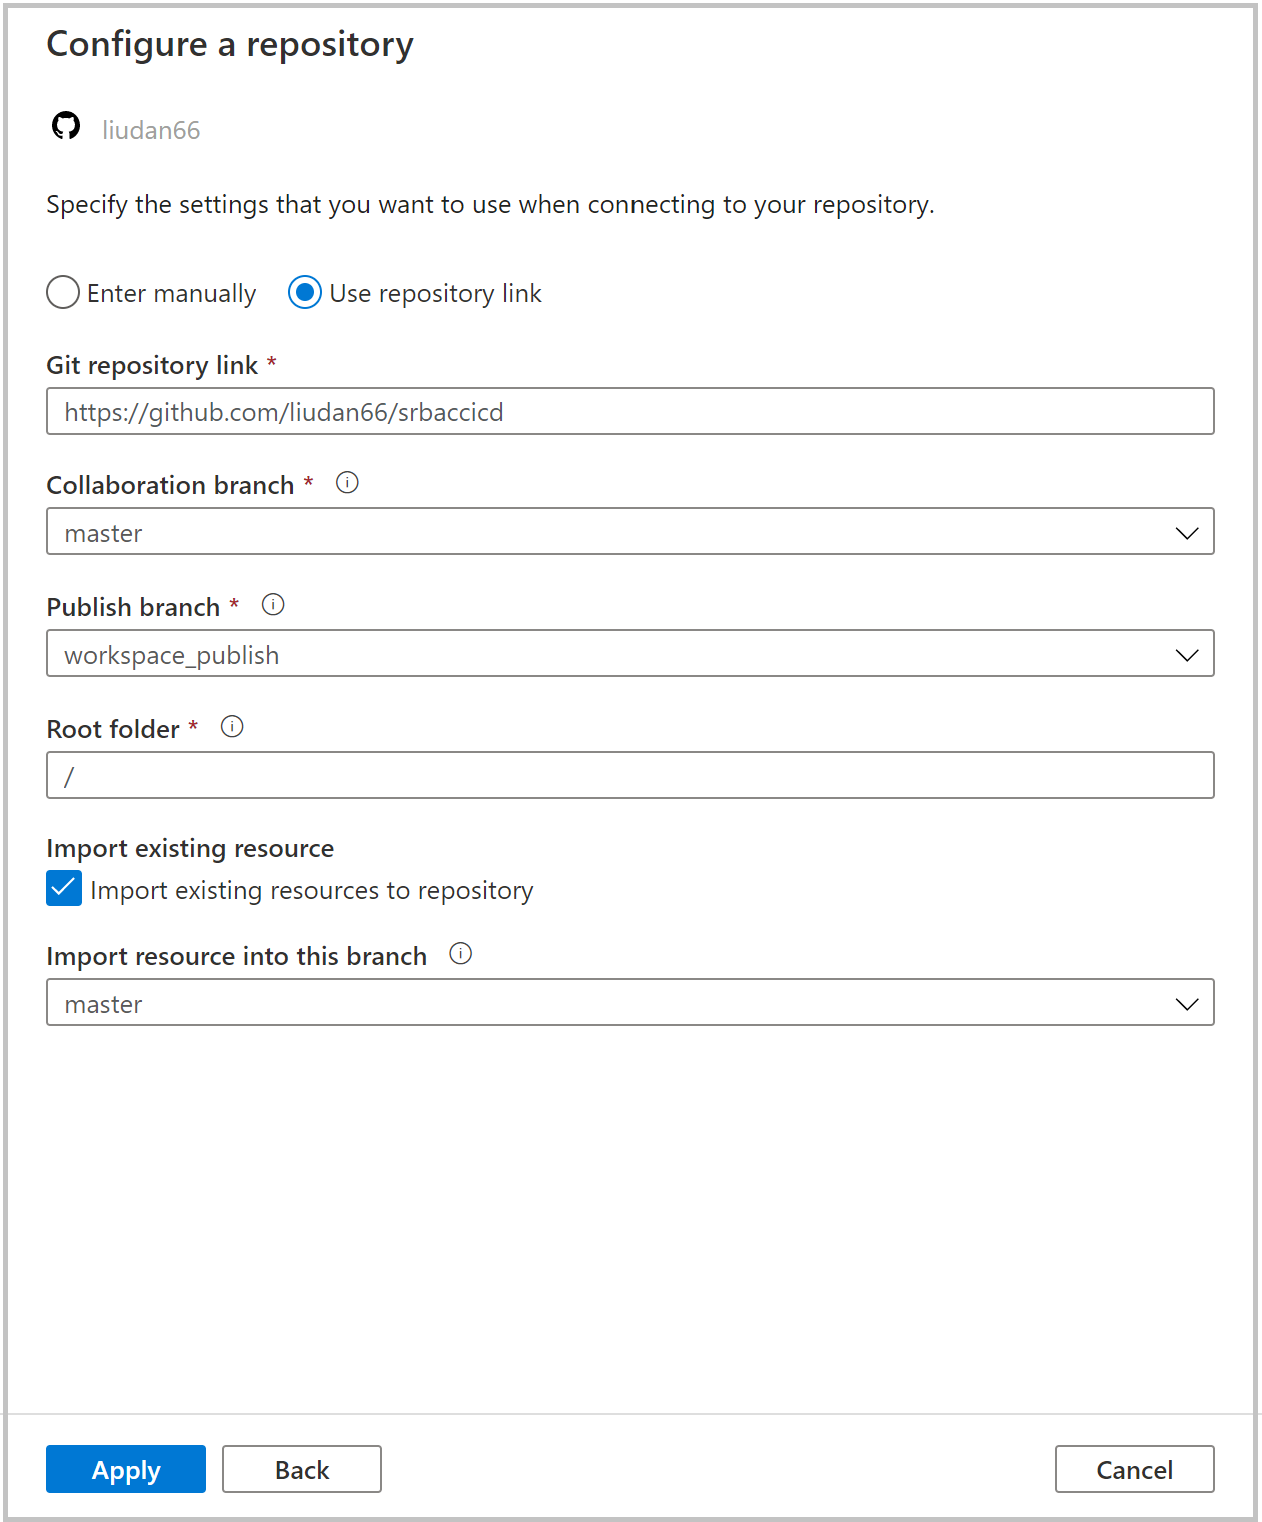 Configure a repository
liudan66
Specify the settings that you want to use when connecting to your repository.
Enter manually Use repository link
Git repository link *
https://github.com/liudan66/srbaccicd
Collaboration branch *
master
Publish branch *
workspace_publish
Root folder *
/
Import existing resource
Import existing resources to repository
Import resource into this branch
master
Apply Back Cancel